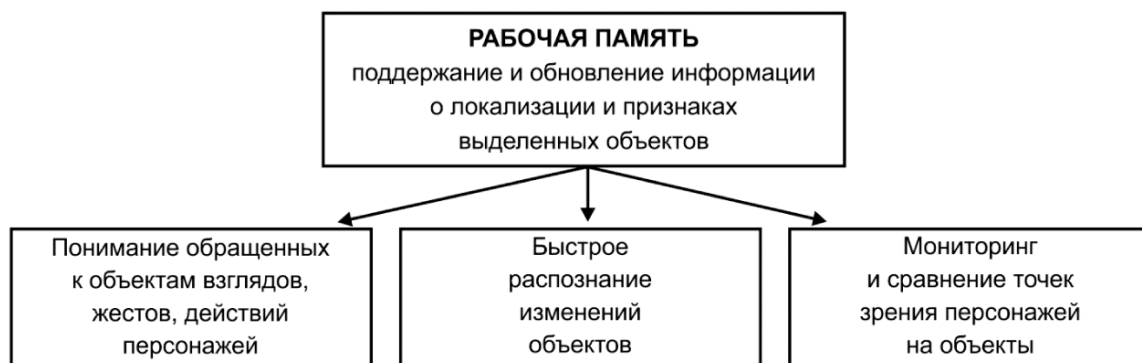 РАБОЧАЯ ПАМЯТЬ
поддержание и обновление информации
о локализации и признаках
выделенных объектов
Понимание обращенных
к объектам взглядов,
жестов, действий
персонажей
Быстрое
распознание
изменений
объектов
Мониторинг
и сравнение точек
зрения персонажей
на объекты